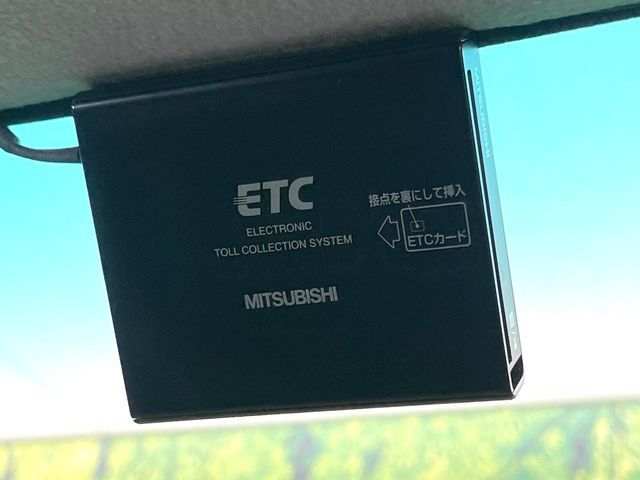 ETC
ELECTRONIC
TOLL COLLECTION SYSTEM
MITSUBISHI
接点を裏にして挿入
ETCカード
MITSUBISHI